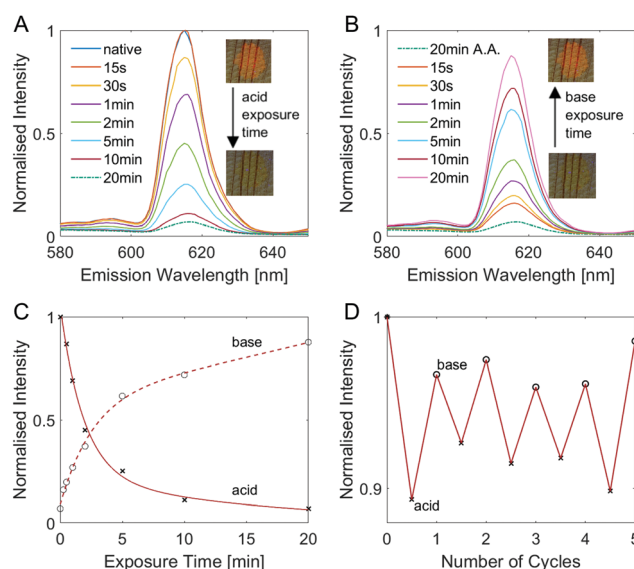 A
1
0.5
0
Normalised Intensity
native
15s
30s
1min
2min
5min
10min
20min
acid
exposure
time
580
600
620
640
Emission Wavelength [nm]
B
1
0.5
0
Normalised Intensity
20min A.A.
15s
30s
1min
2min
5min
10min
20min
base
exposure
time
580
600
620
640
Emission Wavelength [nm]
C
1
0.5
0
Normalised Intensity
base
acid
0
5
10
15
20
Exposure Time [min]
D
1
0.9
Normalised Intensity
base
acid
0
1
2
3
4
5
Number of Cycles